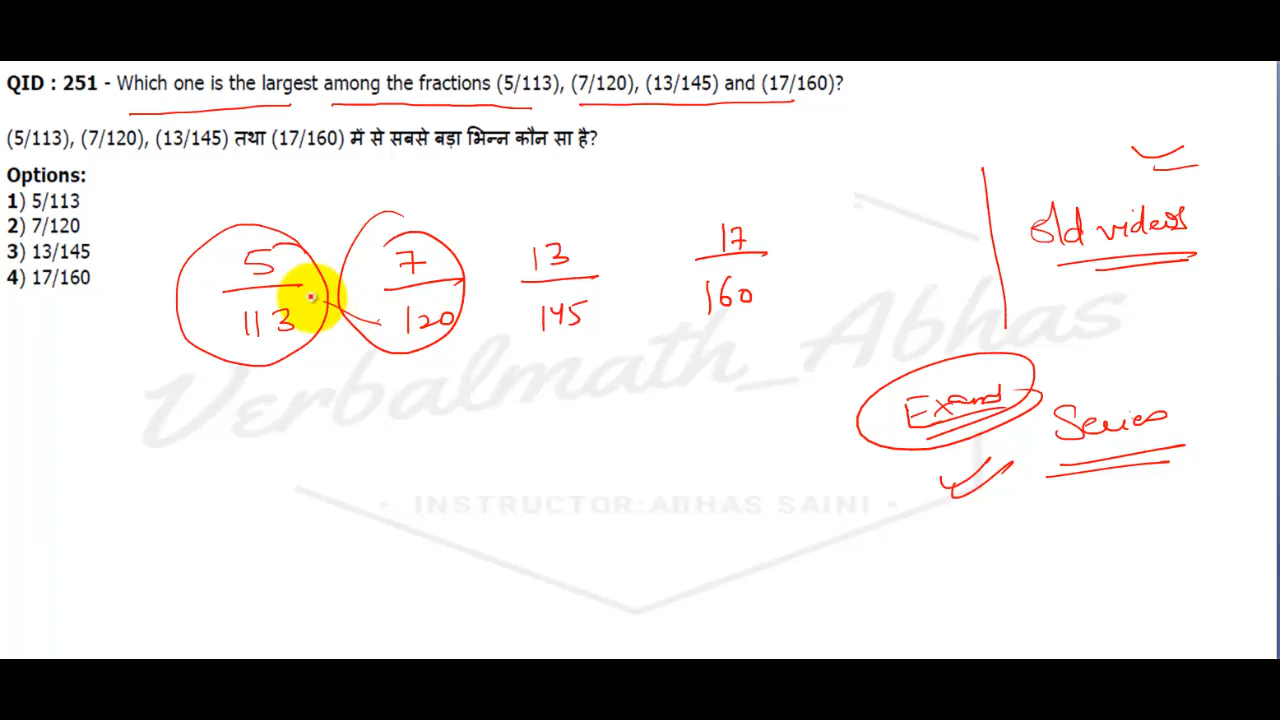 QID : 251 - Which one is the largest among the fractions (5/113), (7/120), (13/145) and (17/160)?
(5/113), (7/120), (13/145) तथा (17/160) में से सबसे बड़ा भिन्न कौन सा है?
Options:
1) 5/113
2) 7/120
3) 13/145
4) 17/160
5/113 7/120 13/145 17/160
Old videos
Exam
Series
Verbalmath_Abhas
- INSTRUCTOR:ABHAS SAINI -